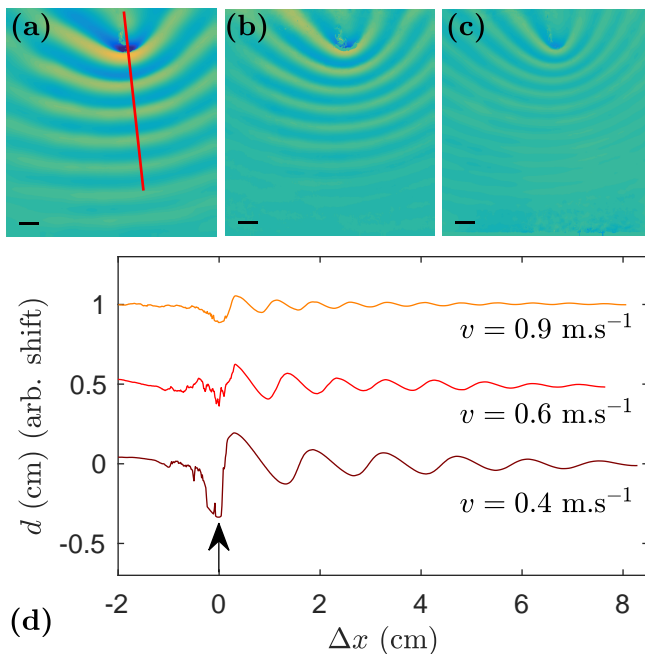 (a)
(b)
(c)
1
0.5
0
-0.5
d (cm) (arb. shift)
v = 0.9 m.s⁻¹
v = 0.6 m.s⁻¹
v = 0.4 m.s⁻¹
-2 0 2 4 6 8
(d)
Δx (cm)